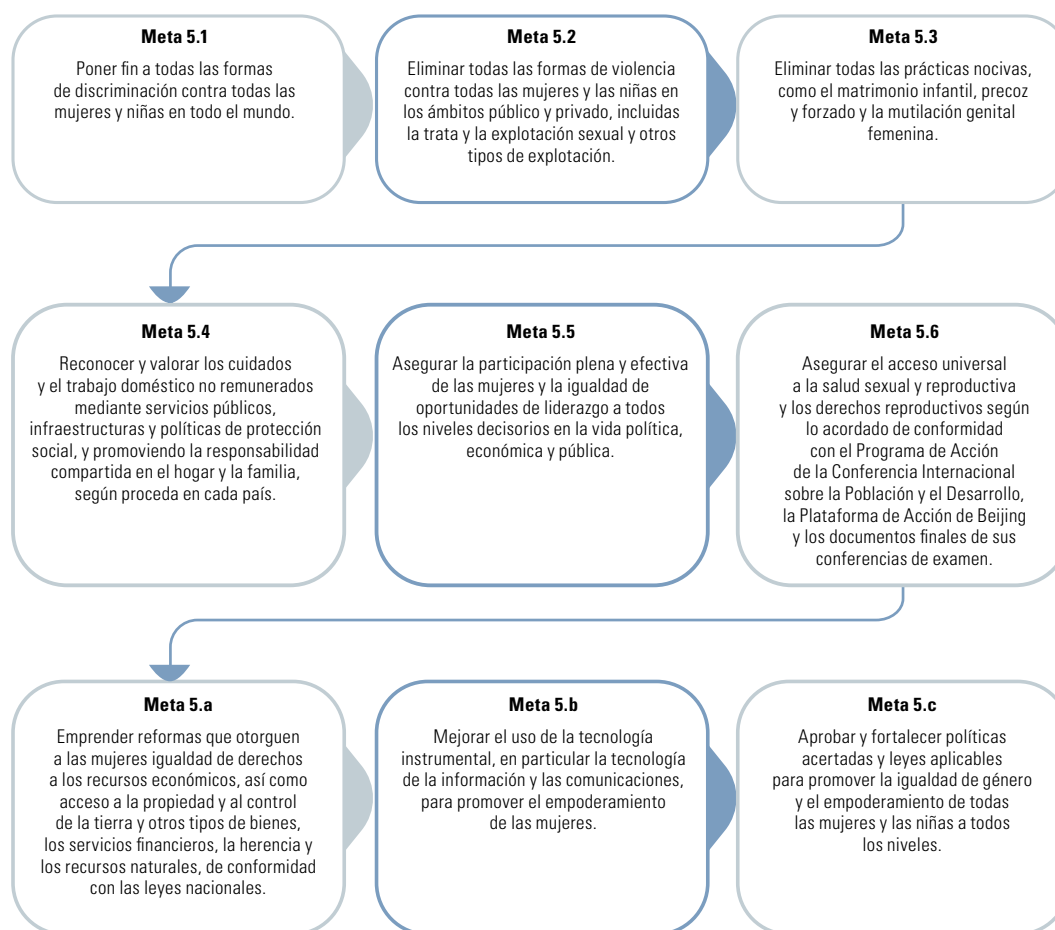 Meta 5.1
Poner fin a todas las formas
de discriminación contra todas las
mujeres y niñas en todo el mundo.
Meta 5.2
Eliminar todas las formas de violencia
contra todas las mujeres y las niñas en
los ámbitos público y privado, incluidas
la trata y la explotación sexual y otros
tipos de explotación.
Meta 5.3
Eliminar todas las prácticas nocivas,
como el matrimonio infantil, precoz
y forzado y la mutilación genital
femenina.
Meta 5.4
Reconocer y valorar los cuidados
y el trabajo doméstico no remunerados
mediante servicios públicos,
infraestructuras y políticas de protección
social, y promoviendo la responsabilidad
compartida en el hogar y la familia,
según proceda en cada país.
Meta 5.5
Asegurar la participación plena y efectiva
de las mujeres y la igualdad de
oportunidades de liderazgo a todos
los niveles decisorios en la vida política,
económica y pública.
Meta 5.6
Asegurar el acceso universal
a la salud sexual y reproductiva
y los derechos reproductivos según
lo acordado de conformidad
con el Programa de Acción
de la Conferencia Internacional
sobre la Población y el Desarrollo,
la Plataforma de Acción de Beijing
y los documentos finales de sus
conferencias de examen.
Meta 5.a
Emprender reformas que otorguen
a las mujeres igualdad de derechos
a los recursos económicos, así como
acceso a la propiedad y al control
de la tierra y otros tipos de bienes,
los servicios financieros, la herencia y
los recursos naturales, de conformidad
con las leyes nacionales.
Meta 5.b
Mejorar el uso de la tecnología
instrumental, en particular la tecnología
de la información y las comunicaciones,
para promover el empoderamiento
de las mujeres.
Meta 5.c
Aprobar y fortalecer políticas
acertadas y leyes aplicables
para promover la igualdad de género
y el empoderamiento de todas
las mujeres y las niñas a todos
los niveles.